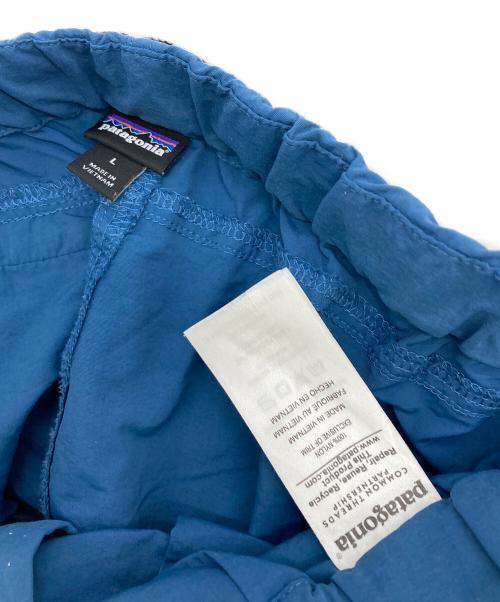 patagonia®
L
MADE IN
VIETNAM
patagonia®
COMMON THREADS
PARTNERSHIP
Repair, Reuse, Recycle
This Product
www.patagonia.com
100% NYLON
EXCLUSIVE OF TRIM
MADE IN VIETNAM
FABRIQUÉ AU VIETNAM
HECHO EN VIETNAM